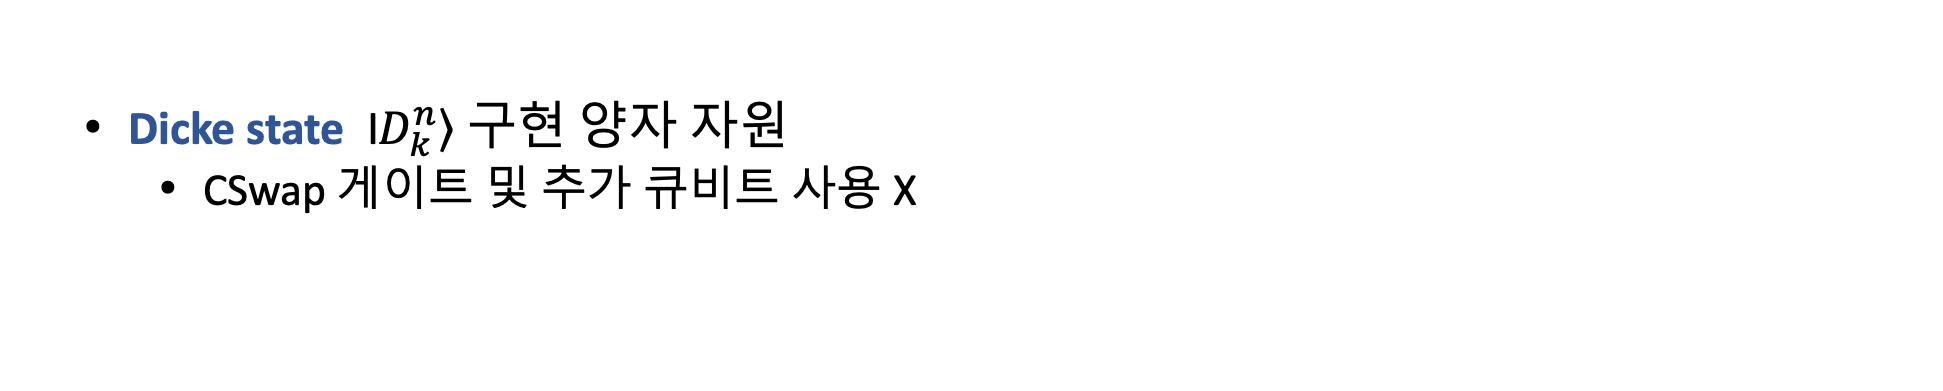 • Dicke state |D_k^n⟩ 구현 양자 자원
• CSwap 게이트 및 추가 큐비트 사용 X